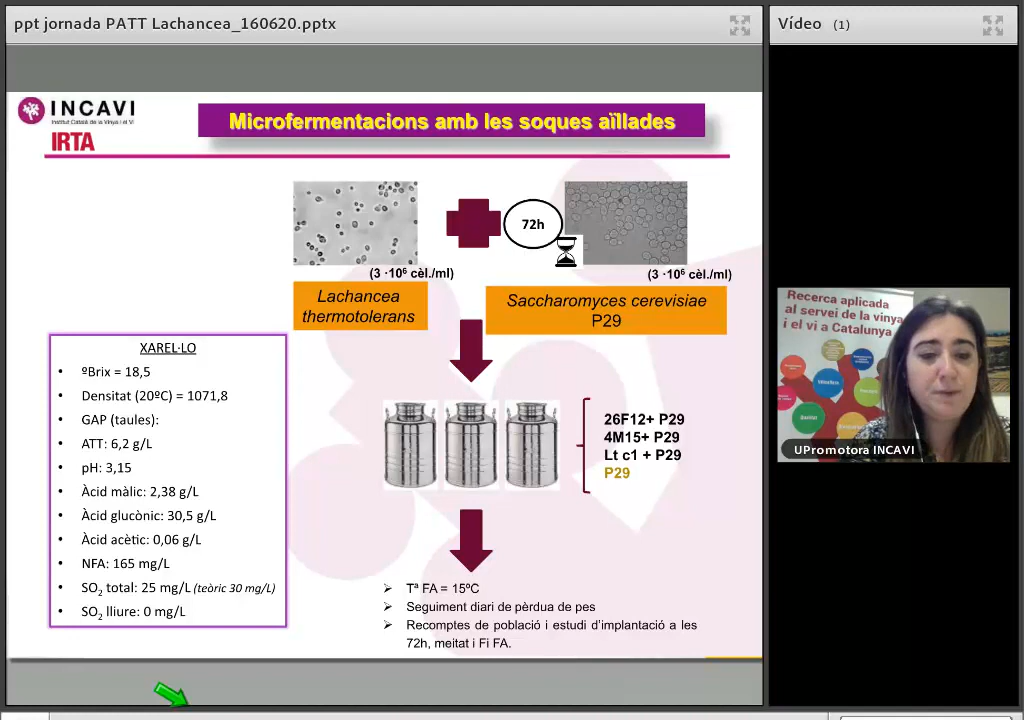 ppt jornada PATT Lachancea_160620.pptx
Vídeo (1)
INCAVI
Institut Català de la Vinya i el Vi
IRTA
Microfermentacions amb les soques aïllades
72h
(3 ·10⁶ cèl./ml)
(3 ·10⁶ cèl./ml)
Lachancea
thermotolerans
Saccharomyces cerevisiae
P29
XAREL·LO
• ºBrix = 18,5
• Densitat (20ºC) = 1071,8
• GAP (taules):
• ATT: 6,2 g/L
• pH: 3,15
• Àcid màlic: 2,38 g/L
• Àcid glucònic: 30,5 g/L
• Àcid acètic: 0,06 g/L
• NFA: 165 mg/L
• SO₂ total: 25 mg/L (teòric 30 mg/L)
• SO₂ lliure: 0 mg/L
26F12+ P29
4M15+ P29
Lt c1 + P29
P29
➢ Tª FA = 15ºC
➢ Seguiment diari de pèrdua de pes
➢ Recomptes de població i estudi d'implantació a les
72h, meitat i Fi FA.
Recerca aplicada
al servei de la vinya
i el vi a Catalunya
UPromotora INCAVI